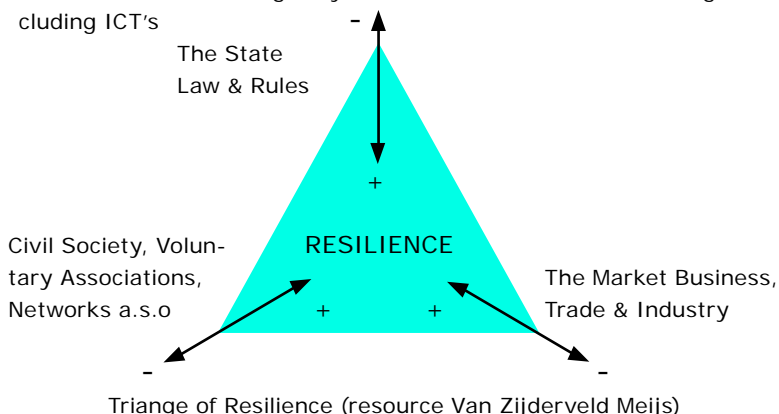 cluding ICT's
-
The State
Law & Rules
+
Civil Society, Volun-
tary Associations,
Networks a.s.o
RESILIENCE
The Market Business,
Trade & Industry
+ +
- -
Triange of Resilience (resource Van Zijderveld Meijs)